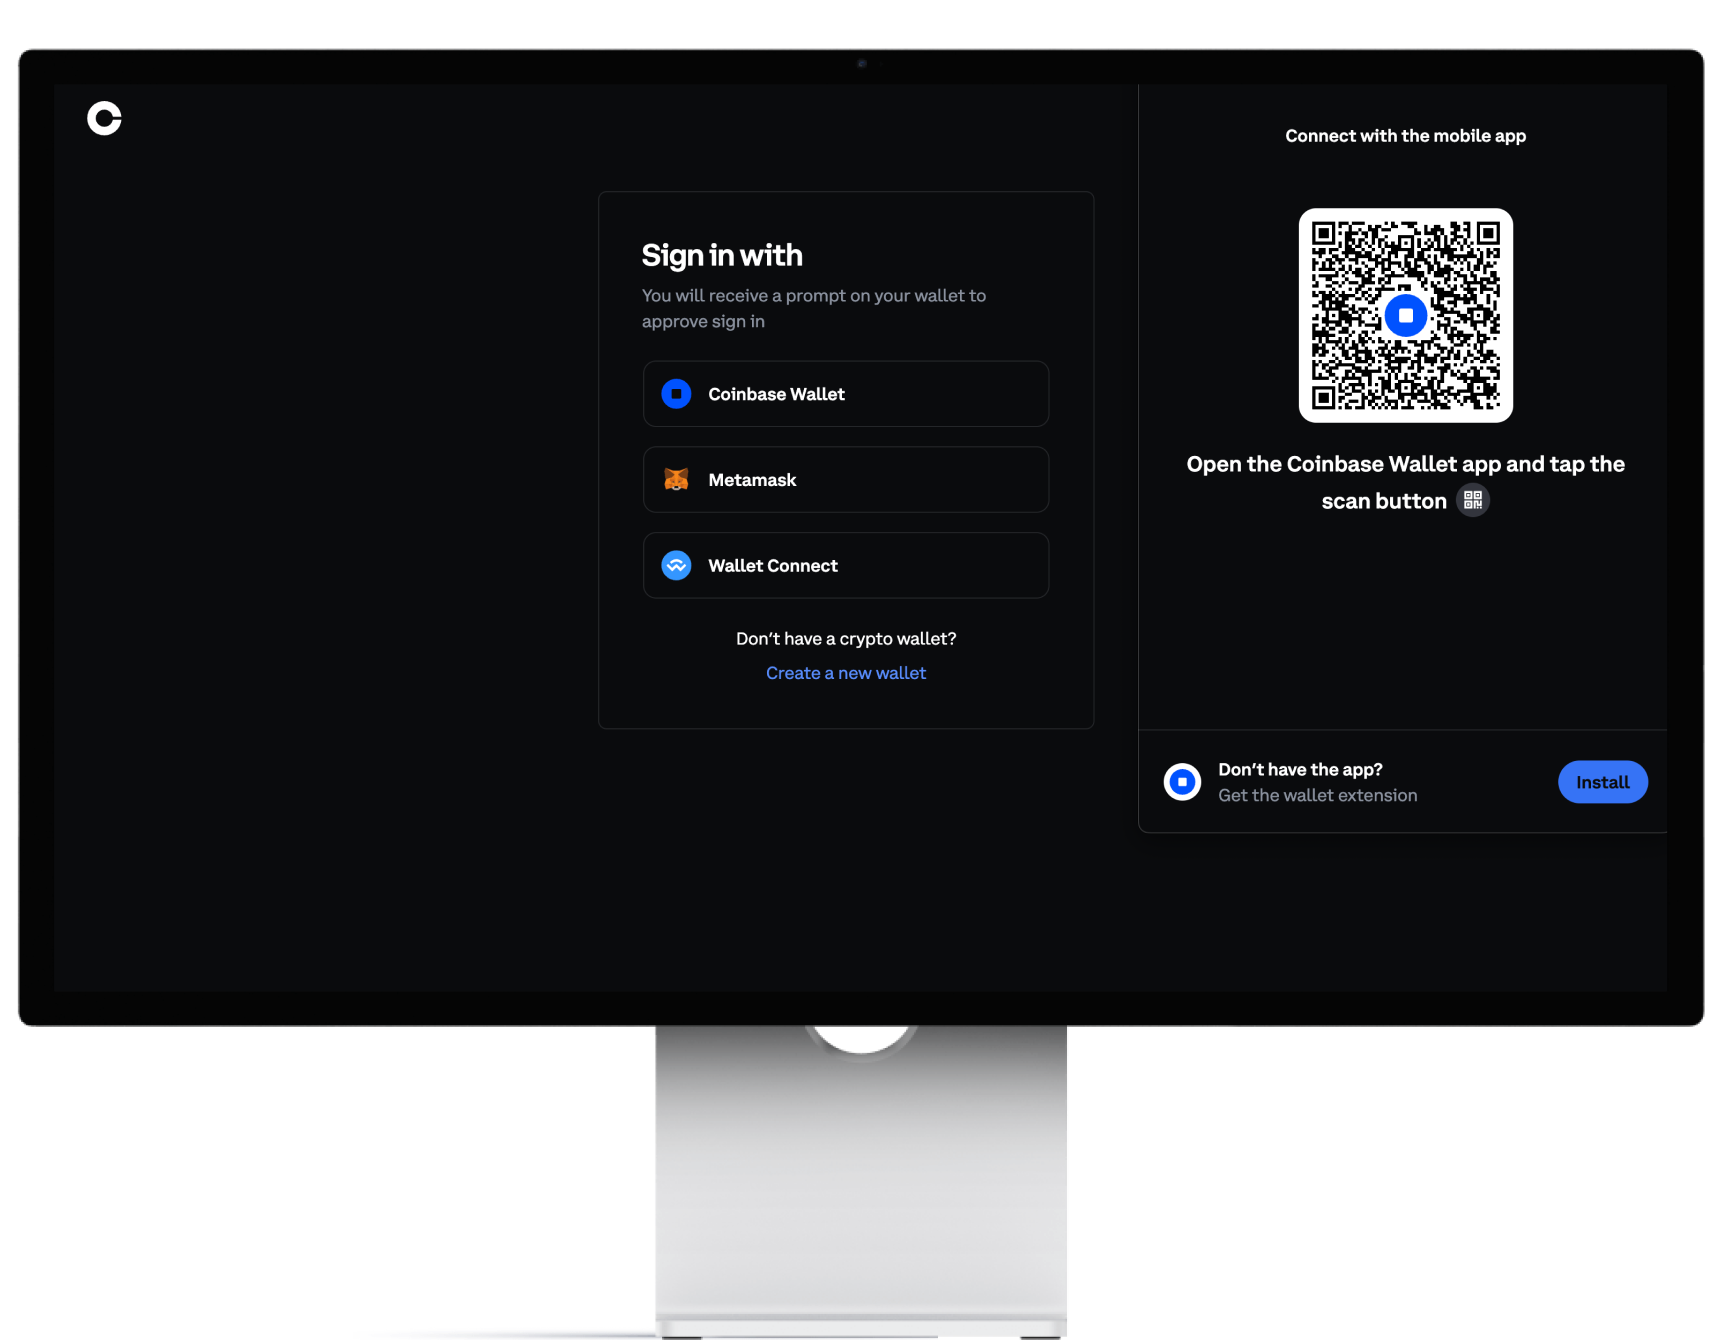 Sign in with
You will receive a prompt on your wallet to
approve sign in
Coinbase Wallet
Metamask
Wallet Connect
Don't have a crypto wallet?
Create a new wallet
Connect with the mobile app
Open the Coinbase Wallet app and tap the
scan button
Don't have the app?
Get the wallet extension
Install